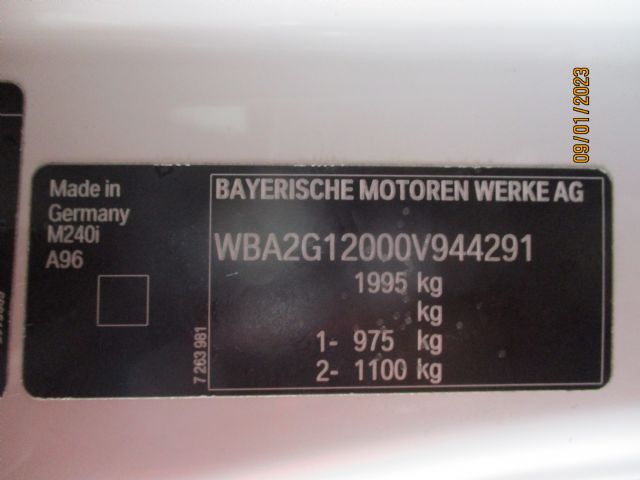 09/01/2023
Made in
Germany
M240i
A96
7 263 981
BAYERISCHE MOTOREN WERKE AG
WBA2G12000V944291
1995 kg
kg
1- 975 kg
2- 1100 kg